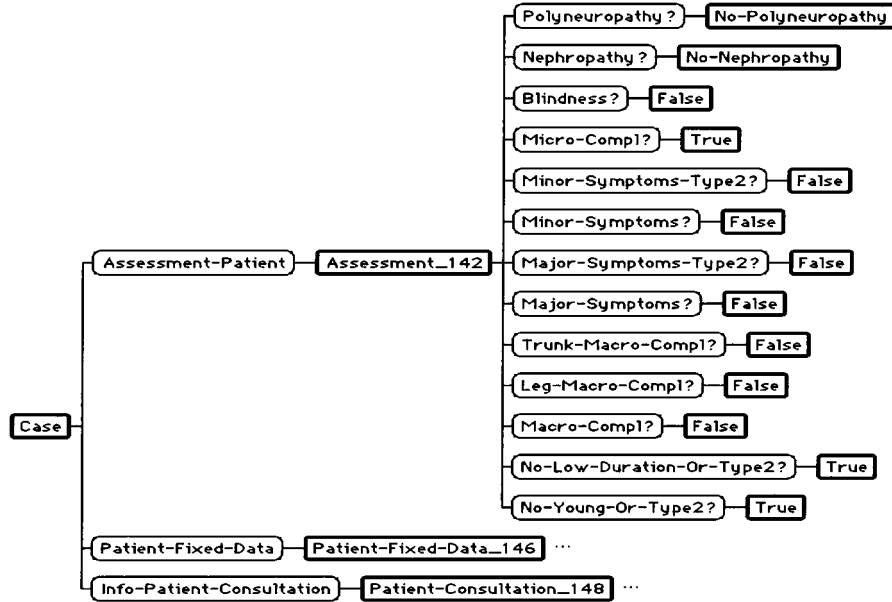 Polyneuropathy? No-Polyneuropathy
Nephropathy? No-Nephropathy
Blindness? False
Micro-Compl? True
Minor-Symptoms-Type2? False
Minor-Symptoms? False
Assessment-Patient Assessment_142 Major-Symptoms-Type2? False
Major-Symptoms? False
Trunk-Macro-Compl? False
Leg-Macro-Compl? False
Case Macro-Compl? False
No-Low-Duration-Or-Type2? True
No-Young-Or-Type2? True
Patient-Fixed-Data Patient-Fixed-Data_146 ...
Info-Patient-Consultation Patient-Consultation_148 ...